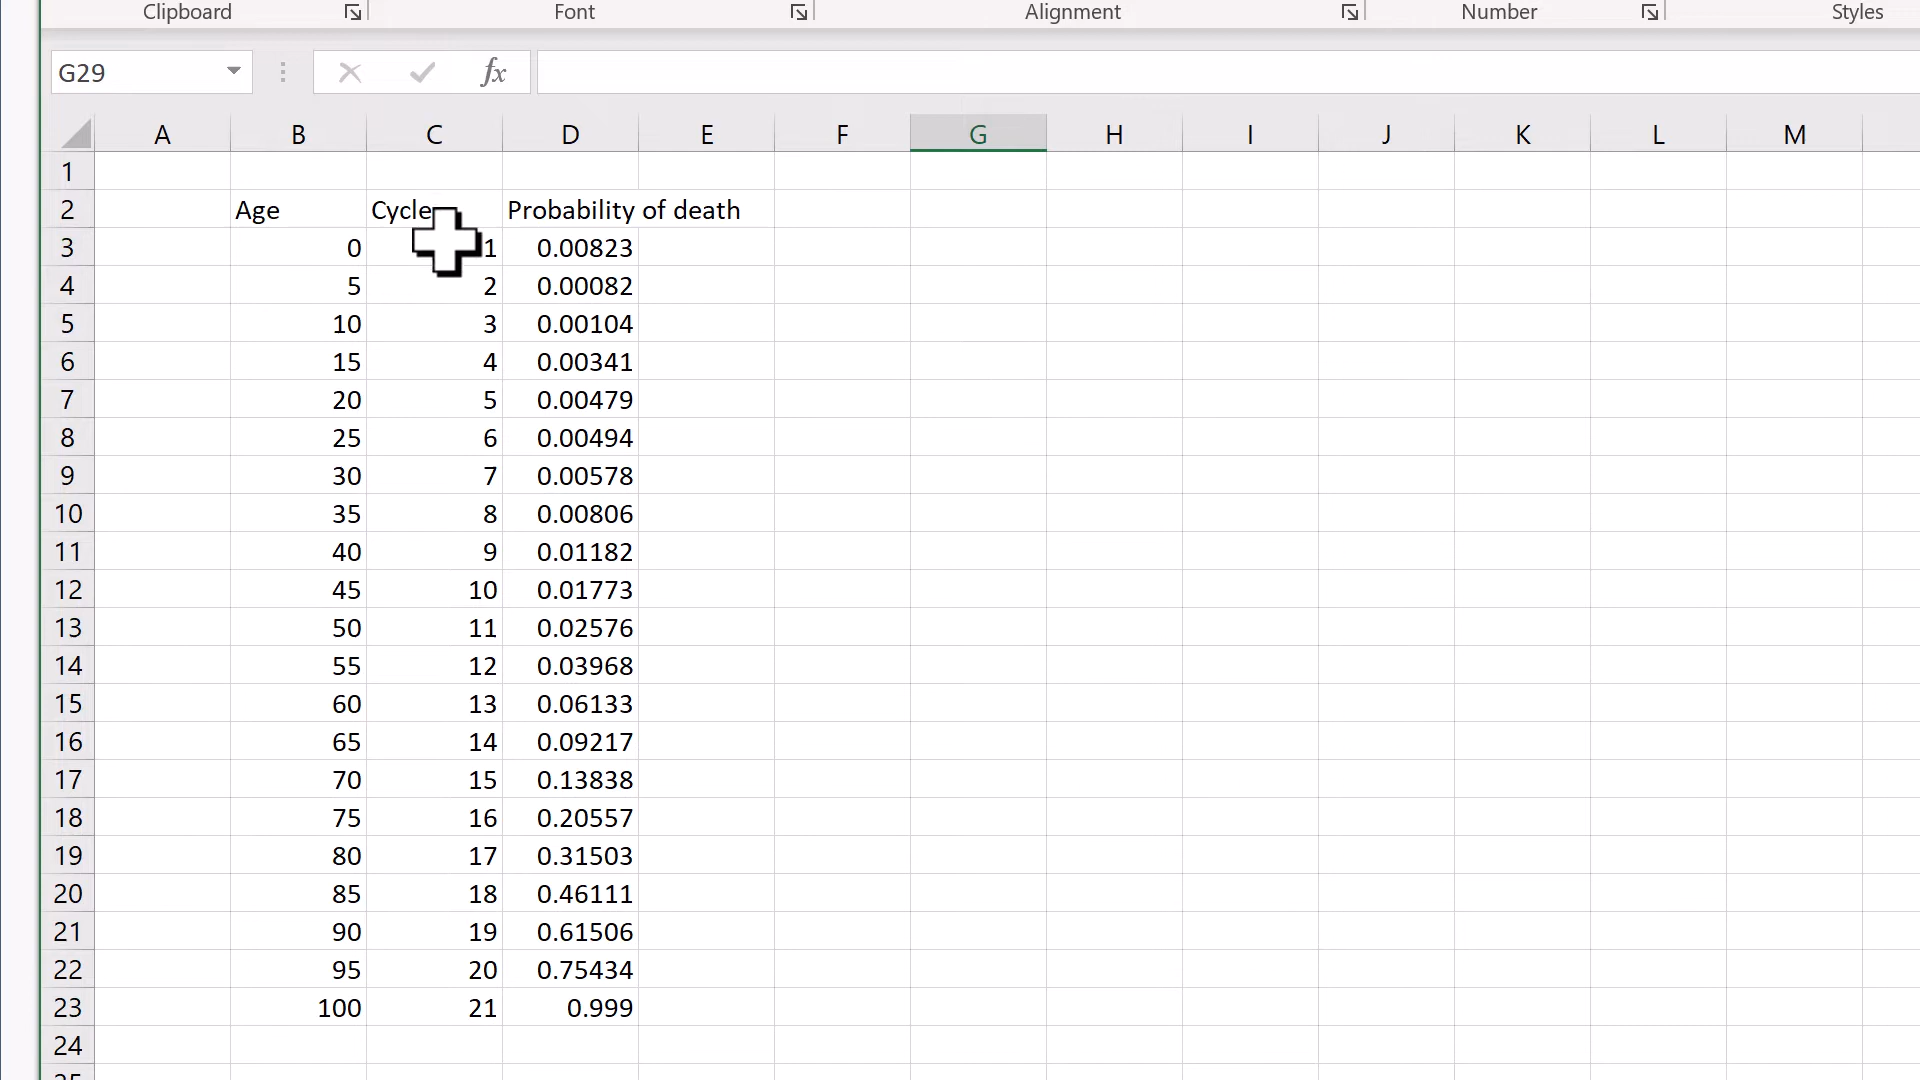 Clipboard Font Alignment Number Styles
G29 fx
A B C D E F G H I J K L M
1
2 Age Cycle Probability of death
3 0 1 0.00823
4 5 2 0.00082
5 10 3 0.00104
6 15 4 0.00341
7 20 5 0.00479
8 25 6 0.00494
9 30 7 0.00578
10 35 8 0.00806
11 40 9 0.01182
12 45 10 0.01773
13 50 11 0.02576
14 55 12 0.03968
15 60 13 0.06133
16 65 14 0.09217
17 70 15 0.13838
18 75 16 0.20557
19 80 17 0.31503
20 85 18 0.46111
21 90 19 0.61506
22 95 20 0.75434
23 100 21 0.999
24